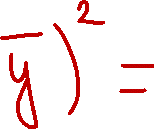 ȳ)² =